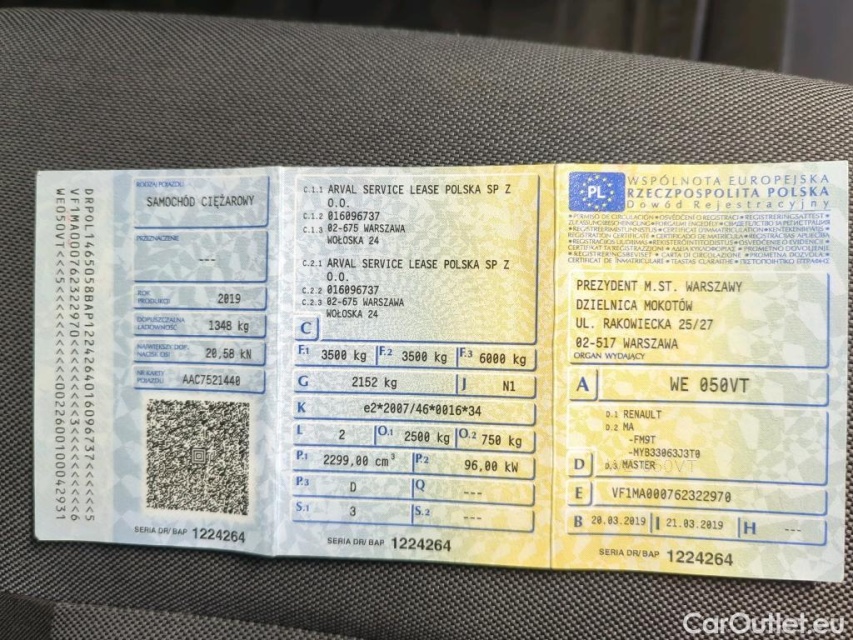 DRPOL1465058BAP1224264016096737<<<<<5
VF1MA000762322970<<<<<<<<3<<<<<<6
WE050VT<<<5<<<<<<<<<0022600100042931
RODZAJ POJAZDU
SAMOCHÓD CIĘŻAROWY
PRZEZNACZENIE
---
ROK
PRODUKCJI
2019
DOPUSZCZALNA
ŁADOWNOŚĆ
1348 kg
NAJWIĘKSZY DOP.
NACISK OSI
20,58 kN
NR KARTY
POJAZDU
AAC7521440
SERIA DR/BAP 1224264
C.1.1 ARVAL SERVICE LEASE POLSKA SP Z
O.O.
C.1.2 016096737
C.1.3 02-675 WARSZAWA
WOŁOSKA 24
C.2.1 ARVAL SERVICE LEASE POLSKA SP Z
O.O.
C.2.2 016096737
C.2.3 02-675 WARSZAWA
WOŁOSKA 24
C
F.1 3500 kg F.2 3500 kg F.3 6000 kg
G 2152 kg J N1
K e2*2007/46*0016*34
L 2 O.1 2500 kg O.2 750 kg
P.1 2299,00 cm³ P.2 96,00 kW
P.3 D Q ---
S.1 3 S.2 ---
SERIA DR/BAP 1224264
PL
WSPÓLNOTA EUROPEJSKA
RZECZPOSPOLITA POLSKA
Dowód Rejestracyjny
PREZYDENT M.ST. WARSZAWY
DZIELNICA MOKOTÓW
UL. RAKOWIECKA 25/27
02-517 WARSZAWA
ORGAN WYDAJĄCY
A WE 050VT
D.1 RENAULT
D.2 MA
-FM9T
-MYB33063J3T0
D D.3 MASTER
E VF1MA000762322970
B 20.03.2019 I 21.03.2019 H ---
SERIA DR/BAP 1224264
CarOutlet.eu